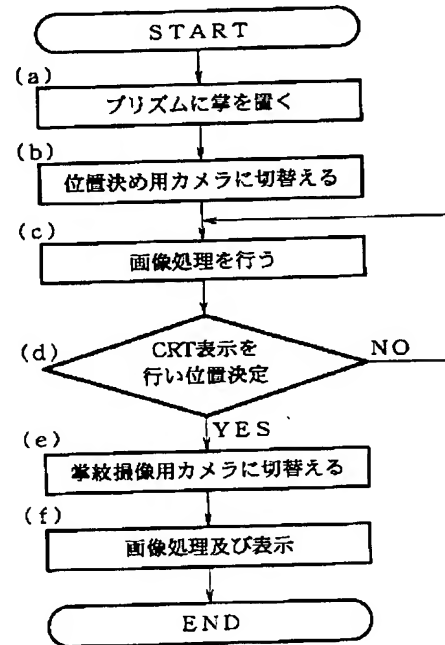 START
(a)
プリズムに掌を置く
(b)
位置決め用カメラに切替える
(c)
画像処理を行う
(d)
CRT表示を
行い位置決定
NO
YES
(e)
掌紋撮像用カメラに切替える
(f)
画像処理及び表示
END